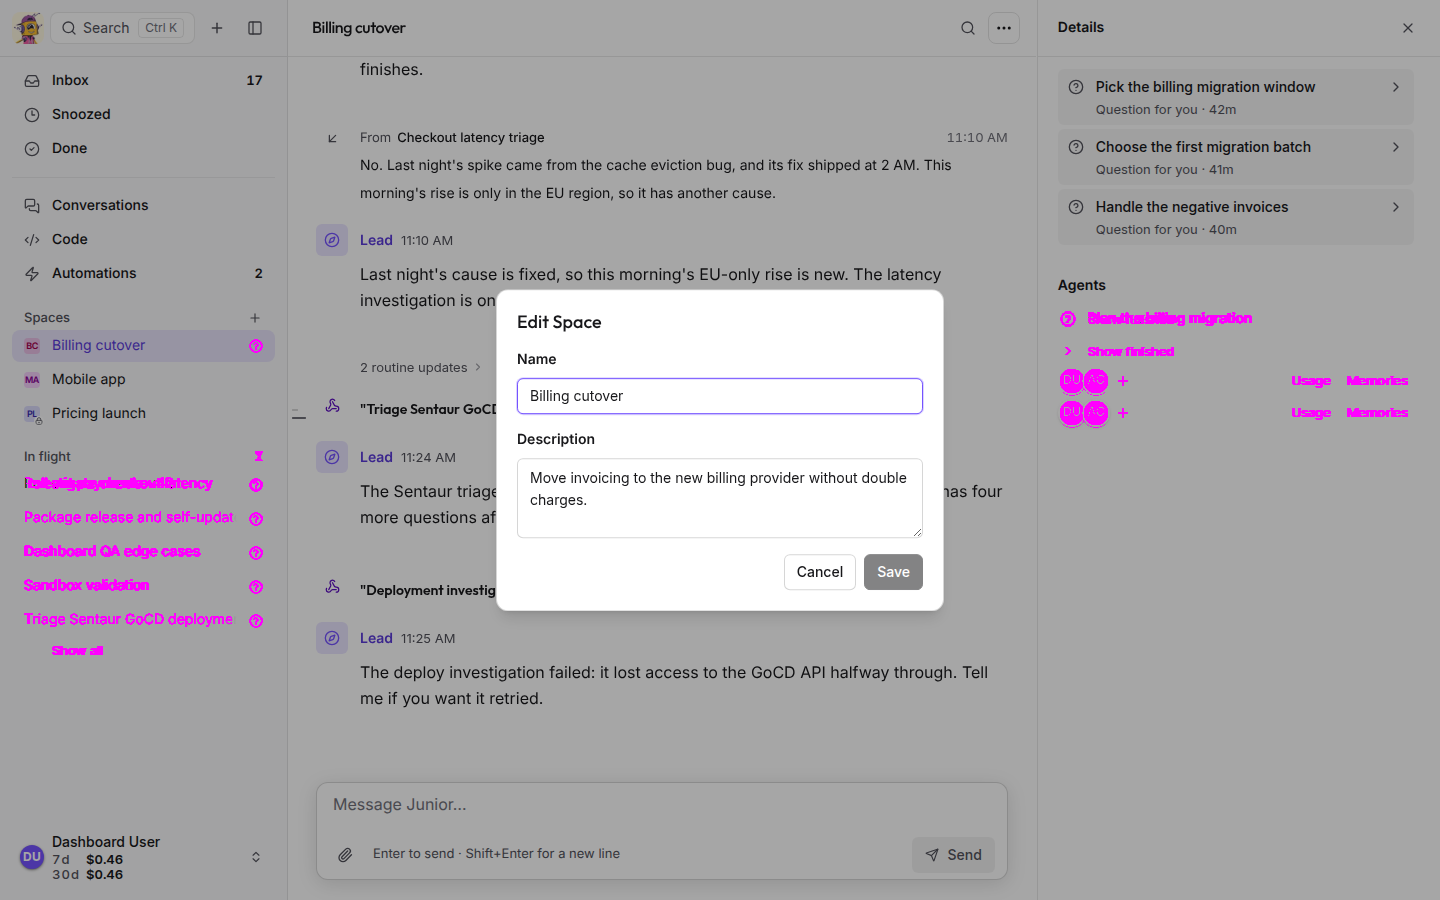 Search Ctrl K
Inbox 17
Snoozed
Done
Conversations
Code
Automations 2
Spaces
BC Billing cutover
MA Mobile app
PL Pricing launch
In flight
Package release and self-updat
Dashboard QA edge cases
Sandbox validation
Triage Sentaur GoCD deployme
Show all
DU Dashboard User
7d $0.46
30d $0.46
Billing cutover
finishes.
From Checkout latency triage 11:10 AM
No. Last night's spike came from the cache eviction bug, and its fix shipped at 2 AM. This
morning's rise is only in the EU region, so it has another cause.
Lead 11:10 AM
Last night's cause is fixed, so this morning's EU-only rise is new. The latency
investigation is on
2 routine updates
"Triage Sentaur GoCD
Lead 11:24 AM
The Sentaur triage has four
more questions af
"Deployment investig
Lead 11:25 AM
The deploy investigation failed: it lost access to the GoCD API halfway through. Tell
me if you want it retried.
Message Junior...
Enter to send · Shift+Enter for a new line
Send
Edit Space
Name
Billing cutover
Description
Move invoicing to the new billing provider without double
charges.
Cancel Save
Details
Pick the billing migration window
Question for you · 42m
Choose the first migration batch
Question for you · 41m
Handle the negative invoices
Question for you · 40m
Agents
billing migration
Show finished
DU Usage Memories
DU Usage Memories